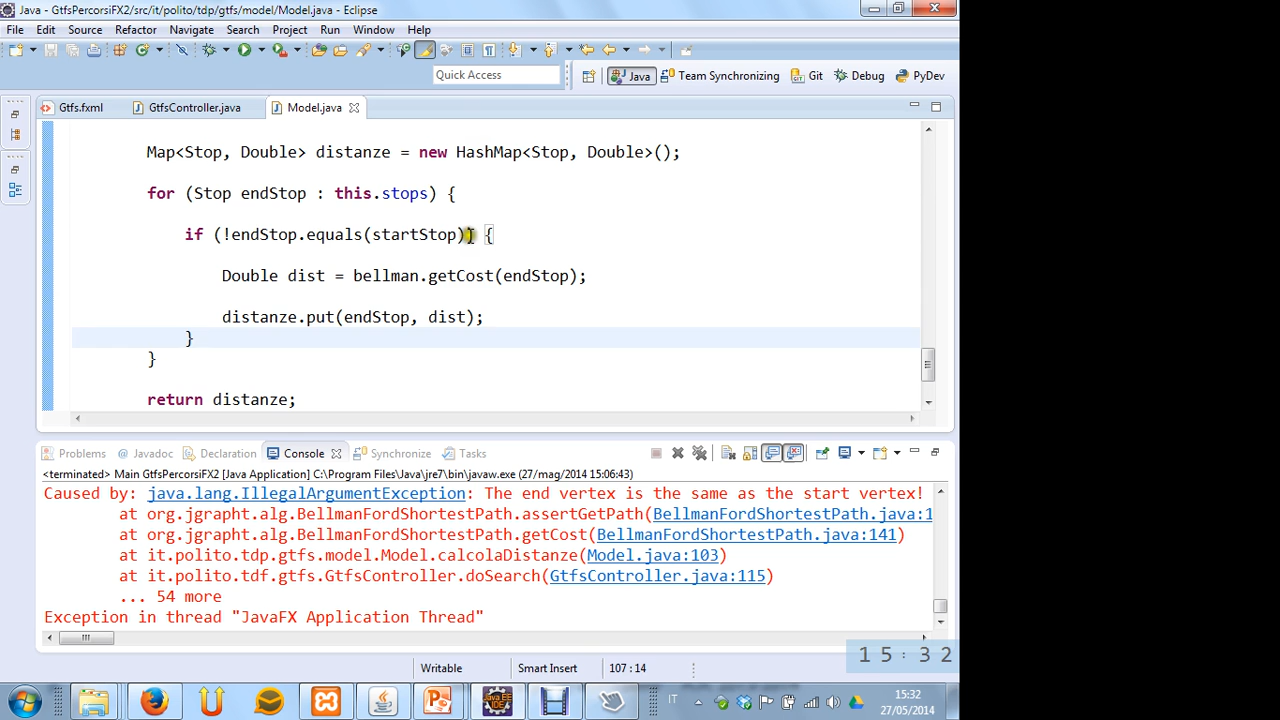 Java - GtfsPercorsiFX2/src/it/polito/tdp/gtfs/model/Model.java - Eclipse
File Edit Source Refactor Navigate Search Project Run Window Help
Quick Access
Java Team Synchronizing Git Debug PyDev
Gtfs.fxml GtfsController.java Model.java
Map<Stop, Double> distanze = new HashMap<Stop, Double>();
for (Stop endStop : this.stops) {
if (!endStop.equals(startStop)) {
Double dist = bellman.getCost(endStop);
distanze.put(endStop, dist);
}
}
return distanze;
Problems Javadoc Declaration Console Synchronize Tasks
<terminated> Main GtfsPercorsiFX2 [Java Application] C:\Program Files\Java\jre7\bin\javaw.exe (27/mag/2014 15:06:43)
Caused by: java.lang.IllegalArgumentException: The end vertex is the same as the start vertex!
at org.jgrapht.alg.BellmanFordShortestPath.assertGetPath(BellmanFordShortestPath.java:1
at org.jgrapht.alg.BellmanFordShortestPath.getCost(BellmanFordShortestPath.java:141)
at it.polito.tdp.gtfs.model.Model.calcolaDistanze(Model.java:103)
at it.polito.tdf.gtfs.GtfsController.doSearch(GtfsController.java:115)
... 54 more
Exception in thread "JavaFX Application Thread"
15:32
Writable Smart Insert 107:14
IT
15:32
27/05/2014